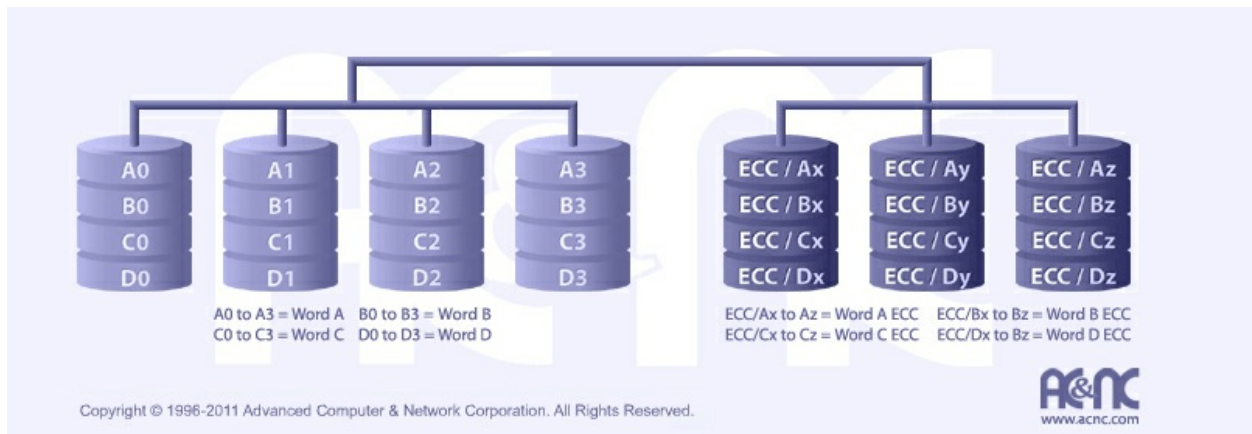 A0 A1 A2 A3 ECC / Ax ECC / Ay ECC / Az
B0 B1 B2 B3 ECC / Bx ECC / By ECC / Bz
C0 C1 C2 C3 ECC / Cx ECC / Cy ECC / Cz
D0 D1 D2 D3 ECC / Dx ECC / Dy ECC / Dz
A0 to A3 = Word A B0 to B3 = Word B ECC/Ax to Az = Word A ECC ECC/Bx to Bz = Word B ECC
C0 to C3 = Word C D0 to D3 = Word D ECC/Cx to Cz = Word C ECC ECC/Dx to Bz = Word D ECC
AC&NC
Copyright © 1996-2011 Advanced Computer & Network Corporation. All Rights Reserved.
www.acnc.com